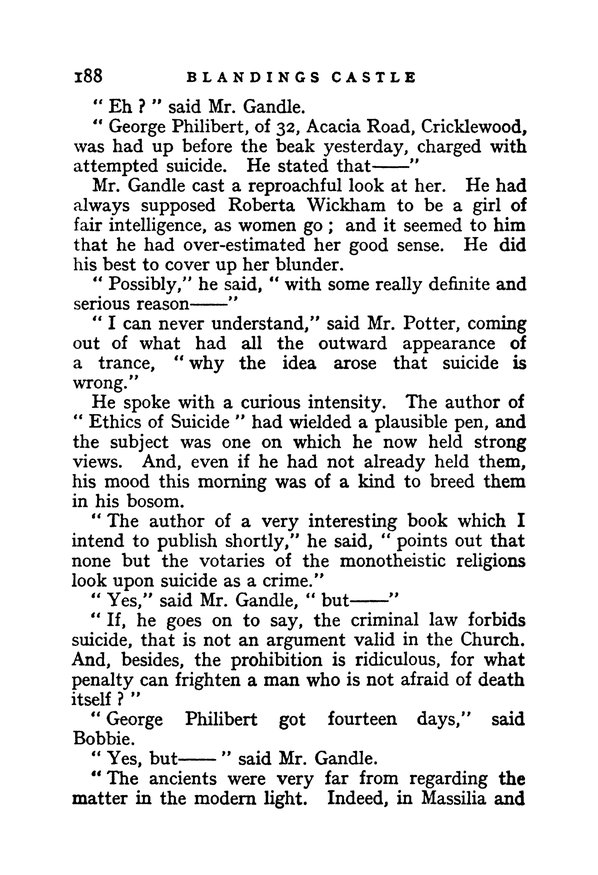 188 BLANDINGS CASTLE
“ Eh ? ” said Mr. Gandle.
“ George Philibert, of 32, Acacia Road, Cricklewood,
was had up before the beak yesterday, charged with
attempted suicide. He stated that——”
Mr. Gandle cast a reproachful look at her. He had
always supposed Roberta Wickham to be a girl of
fair intelligence, as women go ; and it seemed to him
that he had over-estimated her good sense. He did
his best to cover up her blunder.
“ Possibly,” he said, “ with some really definite and
serious reason——”
“ I can never understand,” said Mr. Potter, coming
out of what had all the outward appearance of
a trance, “ why the idea arose that suicide is
wrong.”
He spoke with a curious intensity. The author of
“ Ethics of Suicide ” had wielded a plausible pen, and
the subject was one on which he now held strong
views. And, even if he had not already held them,
his mood this morning was of a kind to breed them
in his bosom.
“ The author of a very interesting book which I
intend to publish shortly,” he said, “ points out that
none but the votaries of the monotheistic religions
look upon suicide as a crime.”
“ Yes,” said Mr. Gandle, “ but——”
“ If, he goes on to say, the criminal law forbids
suicide, that is not an argument valid in the Church.
And, besides, the prohibition is ridiculous, for what
penalty can frighten a man who is not afraid of death
itself ? ”
“ George Philibert got fourteen days,” said
Bobbie.
“ Yes, but—— ” said Mr. Gandle.
“ The ancients were very far from regarding the
matter in the modern light. Indeed, in Massilia and